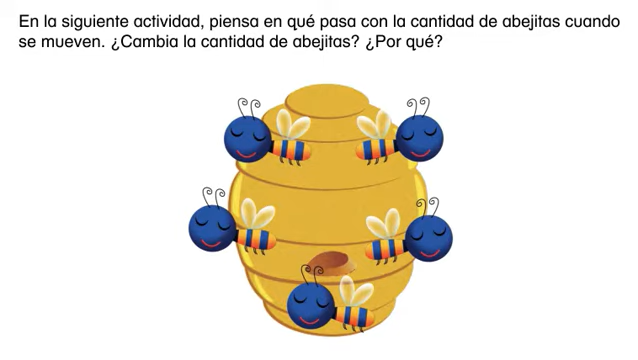 En la siguiente actividad, piensa en qué pasa con la cantidad de abejitas cuando
se mueven. ¿Cambia la cantidad de abejitas? ¿Por qué?